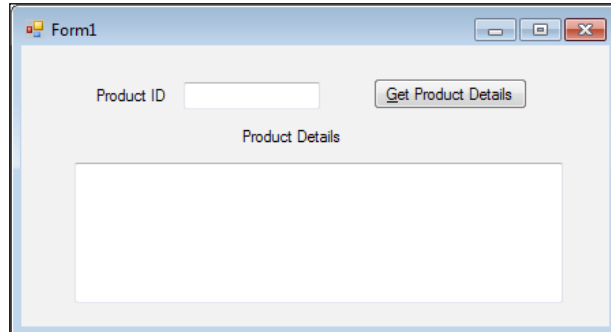 Form1
Product ID
Get Product Details
Product Details